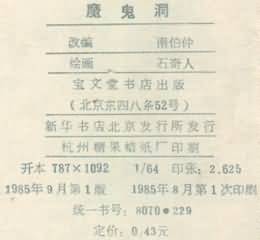 魔鬼洞
改编 南伯仲
绘画 石奇人
宝文堂书店出版
(北京东四八条52号)
新华书店北京发行所发行
杭州糖果蜡纸厂印刷
开本 787×1092 1/64 印张:2.625
1985年9月第1版 1985年8月第1次印刷
统一书号:8070·229
定价:0.43元